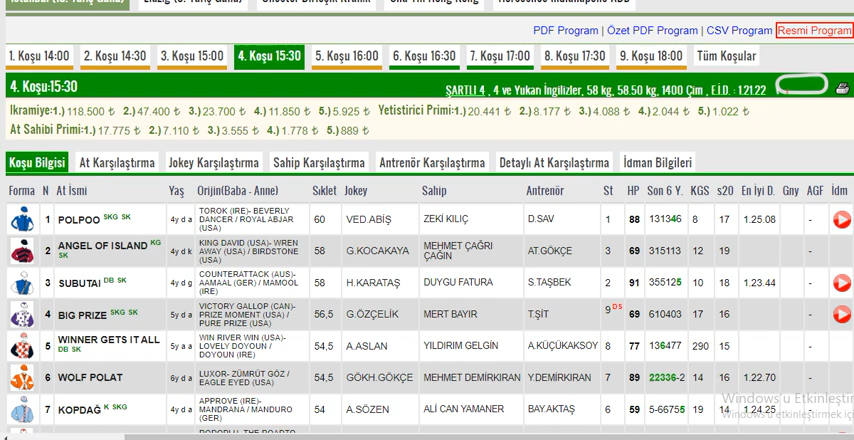 PDF Program | Özet PDF Program | CSV Program Resmi Program
1. Koşu 14:00 2. Koşu 14:30 3. Koşu 15:00 4. Koşu 15:30 5. Koşu 16:00 6. Koşu 16:30 7. Koşu 17:00 8. Koşu 17:30 9. Koşu 18:00 Tüm Koşular
4. Koşu:15:30 ŞARTLI 4 , 4 ve Yukarı İngilizler, 58 kg, 58.50 kg, 1400 Çim , E.İ.D. : 1.21.22
Ikramiye:1.) 118.500 ₺ 2.) 47.400 ₺ 3.) 23.700 ₺ 4.) 11.850 ₺ 5.) 5.925 ₺ Yetistirici Primi:1.) 20.441 ₺ 2.) 8.177 ₺ 3.) 4.088 ₺ 4.) 2.044 ₺ 5.) 1.022 ₺
At Sahibi Primi:1.) 17.775 ₺ 2.) 7.110 ₺ 3.) 3.555 ₺ 4.) 1.778 ₺ 5.) 889 ₺
Koşu Bilgisi At Karşılaştırma Jokey Karşılaştırma Sahip Karşılaştırma Antrenör Karşılaştırma Detaylı At Karşılaştırma İdman Bilgileri
Forma N At İsmi Yaş Orijin(Baba - Anne) Sıklet Jokey Sahip Antrenör St HP Son 6 Y. KGS s20 En İyi D. Gny AGF İdm
1 POLPOO SKG SK 4y d a TOROK (IRE)- BEVERLY DANCER / ROYAL ABJAR (USA) 60 VED.ABİŞ ZEKİ KILIÇ D.SAV 1 88 131346 8 17 1.25.08 -
2 ANGEL OF ISLAND KG SK 4y d k KING DAVID (USA)- WREN AWAY (USA) / BIRDSTONE (USA) 58 G.KOCAKAYA MEHMET ÇAĞRI ÇAĞIN AT.GÖKÇE 3 69 315113 12 19 -
3 SUBUTAI DB SK 4y d g COUNTERATTACK (AUS)- AAMAAL (GER) / MAMOOL (IRE) 58 H.KARATAŞ DUYGU FATURA S.TAŞBEK 2 91 355125 10 18 1.23.44 -
4 BIG PRIZE SKG SK 5y d a VICTORY GALLOP (CAN)- PRIZE MOMENT (USA) / PURE PRIZE (USA) 56,5 G.ÖZÇELİK MERT BAYIR T.ŞİT 9 DS 69 610403 17 16 -
5 WINNER GETS IT ALL DB SK 5y a a WIN RIVER WIN (USA)- LOVELY DOYOUN / DOYOUN (IRE) 54,5 A.ASLAN YILDIRIM GELGİN A.KÜÇÜKAKSOY 8 77 136477 290 15 -
6 WOLF POLAT 6y d a LUXOR- ZÜMRÜT GÖZ / EAGLE EYED (USA) 54,5 GÖKH.GÖKÇE MEHMET DEMİRKIRAN Y.DEMİRKIRAN 7 89 22336-2 14 16 1.22.70 -
7 KOPDAĞ K SKG 4y d a APPROVE (IRE)- MANDRANA / MANDURO (GER) 54 A.SÖZEN ALİ CAN YAMANER BAY.AKTAŞ 6 59 5-66755 19 14 1.24.25 -
Windows'u Etkinleştir
Windows'u etkinleştirmek için